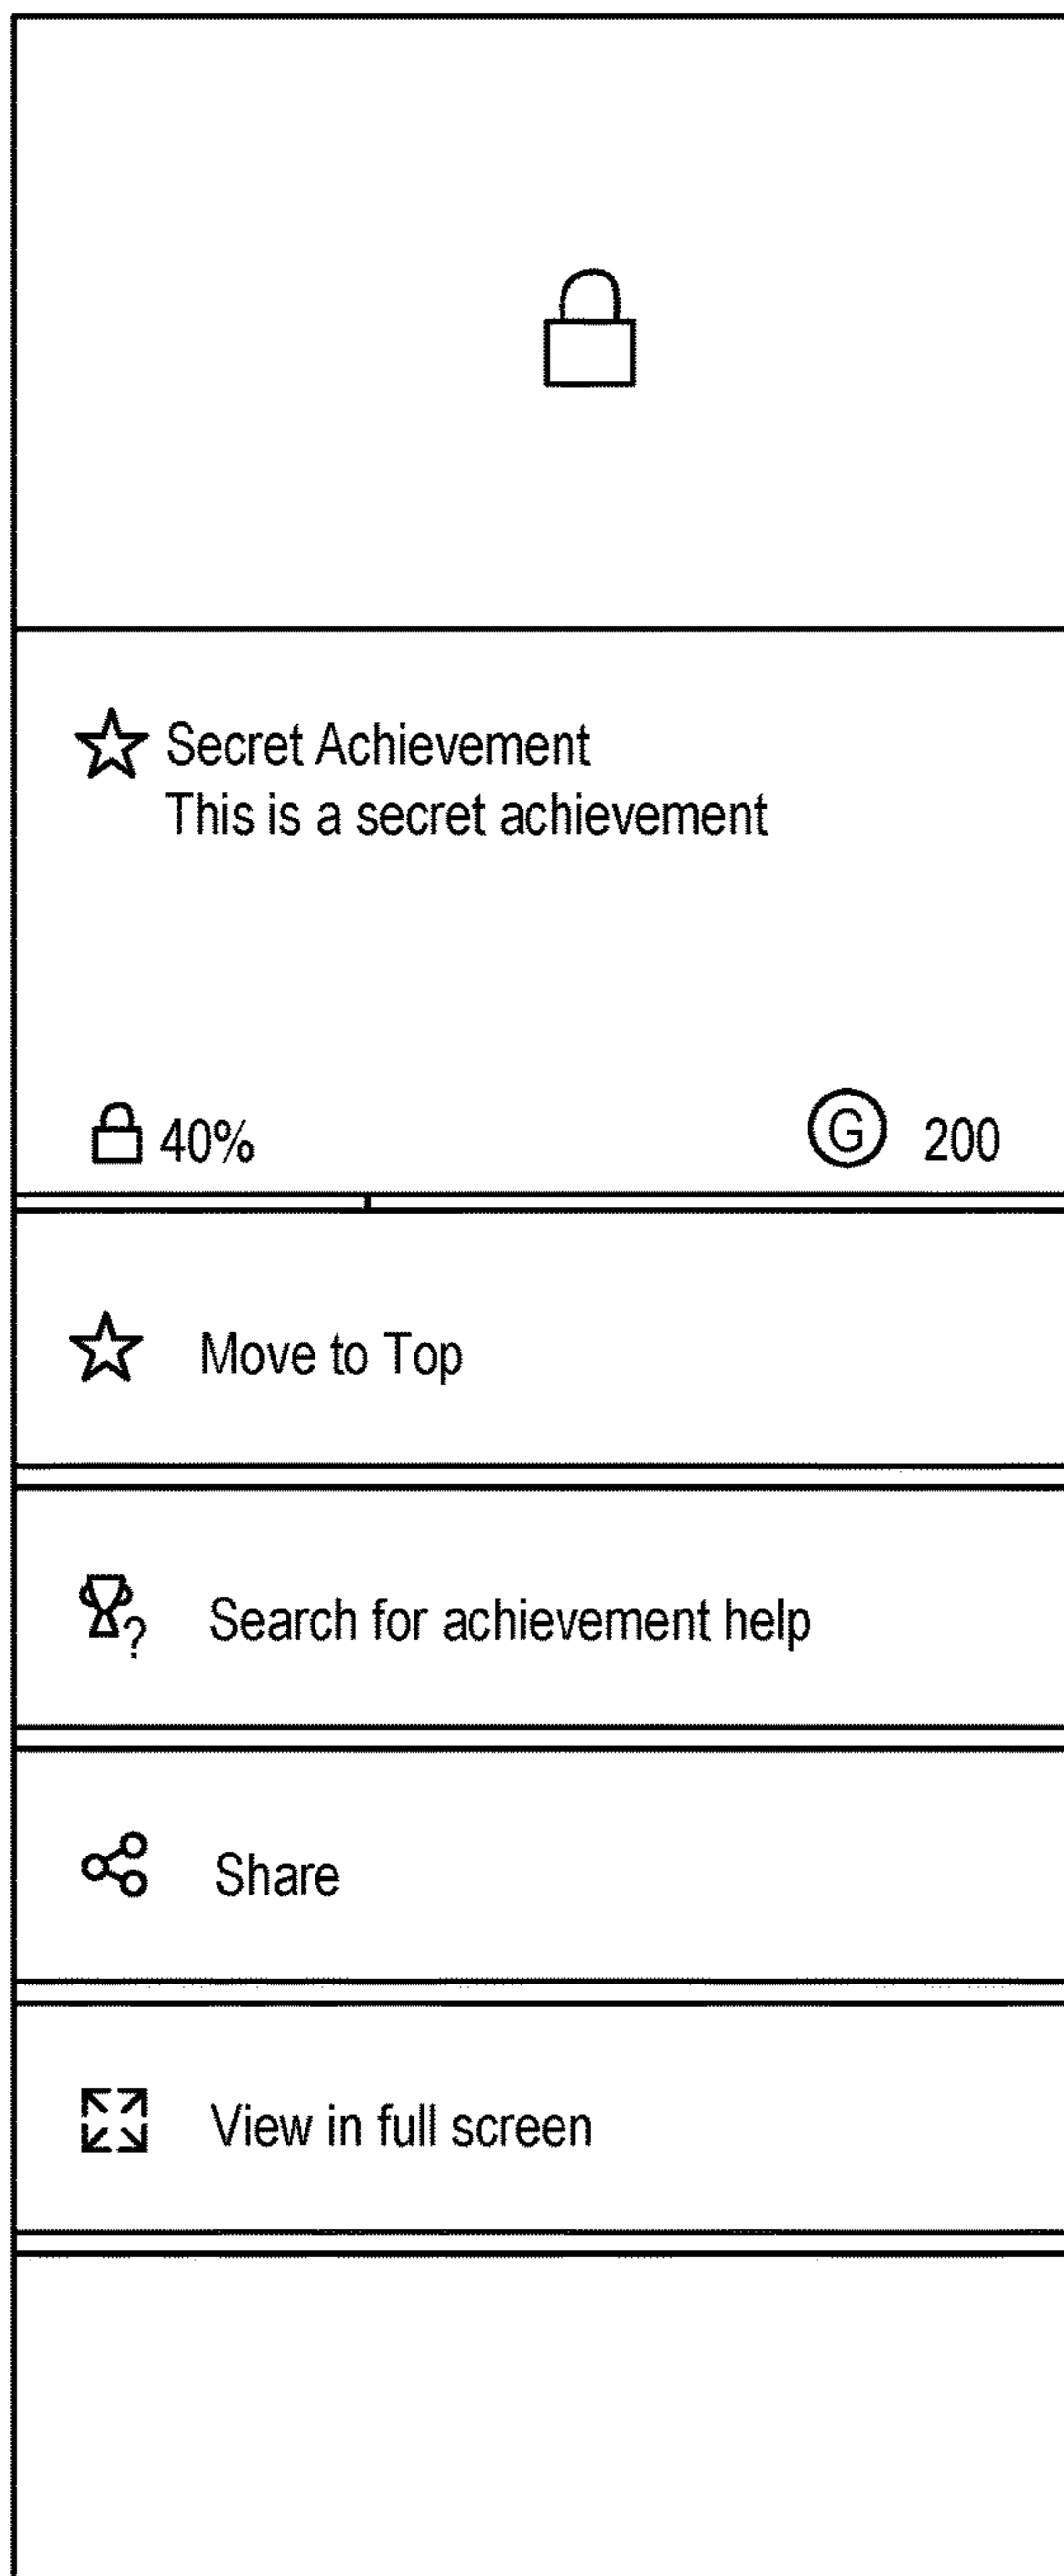 Secret Achievement
This is a secret achievement
40%
G 200
Move to Top
? Search for achievement help
Share
View in full screen